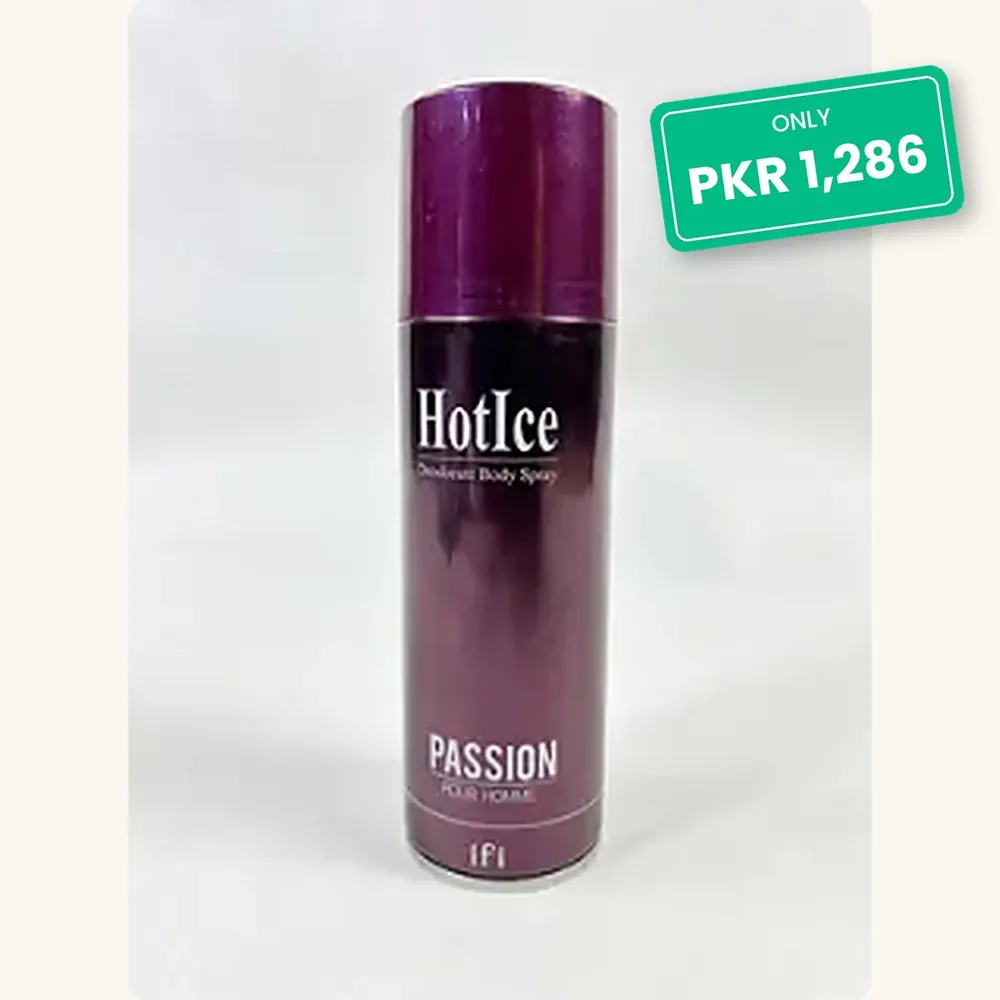 ONLY
PKR 1,286
HotIce
Deodorant Body Spray
PASSION
POUR HOMME
ifi